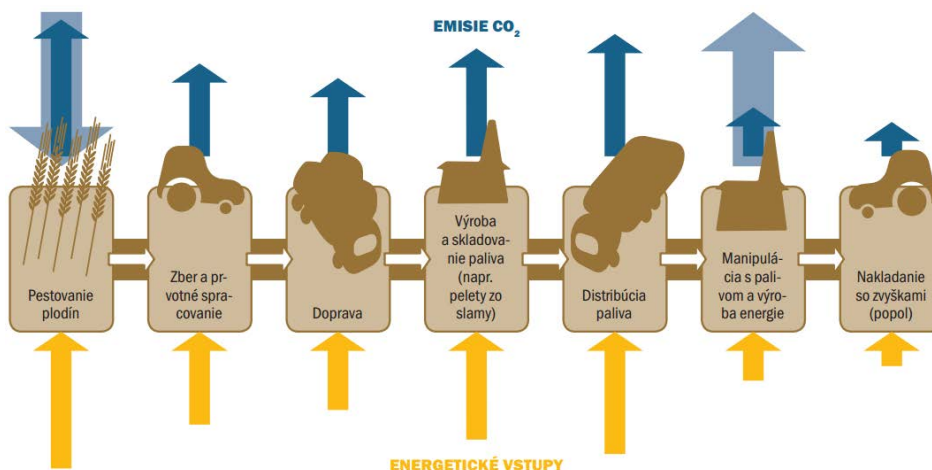 EMISIE CO₂
Pestovanie
plodín
Zber a pr-
votné spra-
covanie
Doprava
Výroba
a skladova-
nie paliva
(napr.
pelety zo
slamy)
Distribúcia
paliva
Manipulá-
cia s pali-
vom a výro-
ba energie
Nakladanie
so zvyškami
(popol)
ENERGETICKÉ VSTUPY